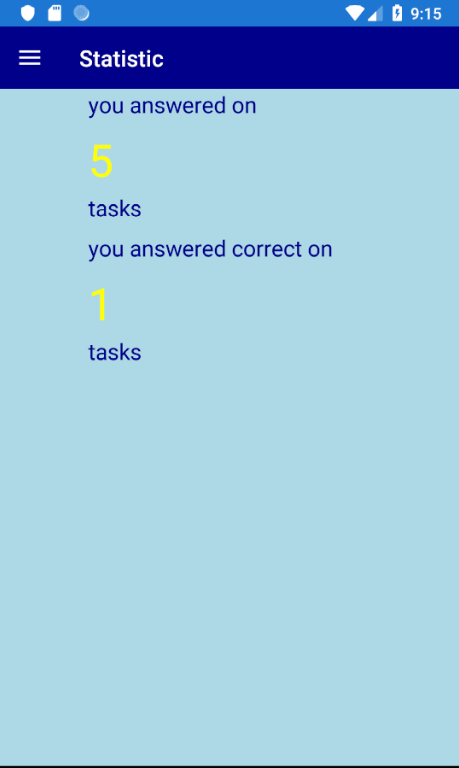 9:15
Statistic
you answered on
5
tasks
you answered correct on
1
tasks